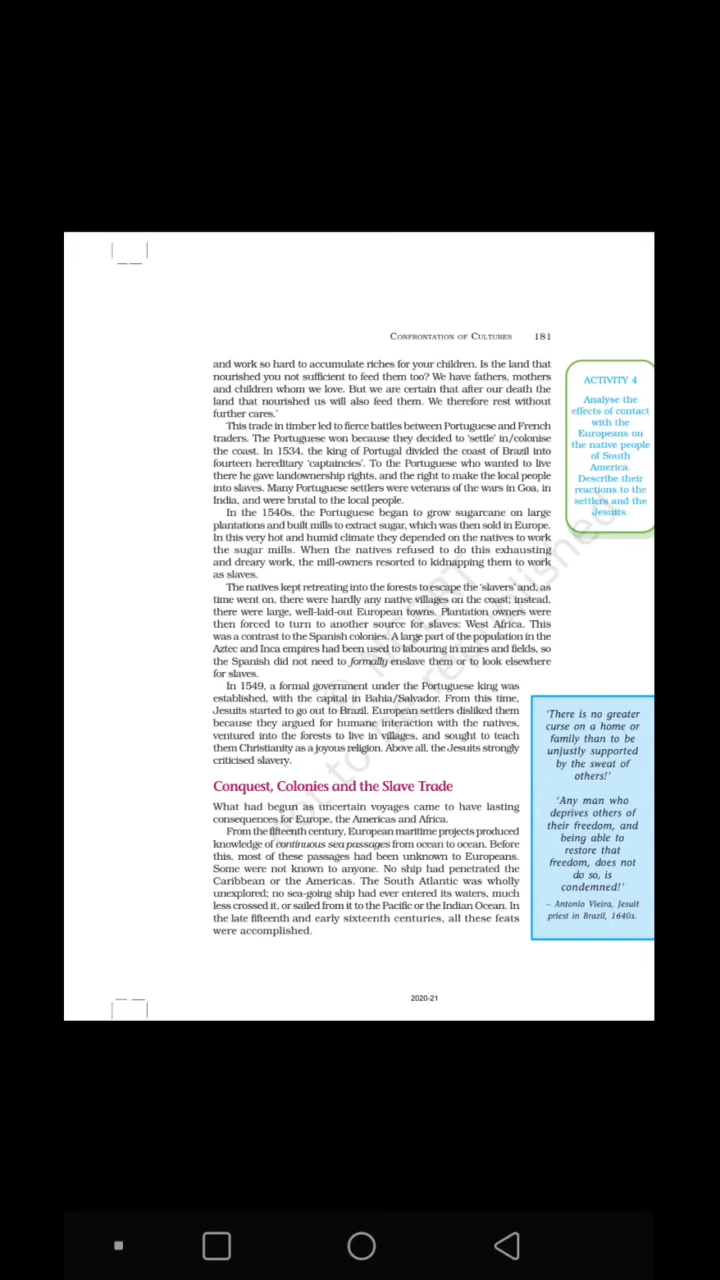 CONFRONTATION OF CULTURES 181
and work so hard to accumulate riches for your children. Is the land that
nourished you not sufficient to feed them too? We have fathers, mothers
and children whom we love. But we are certain that after our death the
land that nourished us will also feed them. We therefore rest without
further cares.'
This trade in timber led to fierce battles between Portuguese and French
traders. The Portuguese won because they decided to 'settle' in/colonise
the coast. In 1534, the king of Portugal divided the coast of Brazil into
fourteen hereditary 'captaincies'. To the Portuguese who wanted to live
there he gave landownership rights, and the right to make the local people
into slaves. Many Portuguese settlers were veterans of the wars in Goa, in
India, and were brutal to the local people.
In the 1540s, the Portuguese began to grow sugarcane on large
plantations and built mills to extract sugar, which was then sold in Europe.
In this very hot and humid climate they depended on the natives to work
the sugar mills. When the natives refused to do this exhausting
and dreary work, the mill-owners resorted to kidnapping them to work
as slaves.
The natives kept retreating into the forests to escape the 'slavers' and, as
time went on, there were hardly any native villages on the coast; instead,
there were large, well-laid-out European towns. Plantation owners were
then forced to turn to another source for slaves: West Africa. This
was a contrast to the Spanish colonies. A large part of the population in the
Aztec and Inca empires had been used to labouring in mines and fields, so
the Spanish did not need to formally enslave them or to look elsewhere
for slaves.
In 1549, a formal government under the Portuguese king was
established, with the capital in Bahia/Salvador. From this time,
Jesuits started to go out to Brazil. European settlers disliked them
because they argued for humane interaction with the natives,
ventured into the forests to live in villages, and sought to teach
them Christianity as a joyous religion. Above all, the Jesuits strongly
criticised slavery.
Conquest, Colonies and the Slave Trade
What had begun as uncertain voyages came to have lasting
consequences for Europe, the Americas and Africa.
From the fifteenth century, European maritime projects produced
knowledge of continuous sea passages from ocean to ocean. Before
this, most of these passages had been unknown to Europeans.
Some were not known to anyone. No ship had penetrated the
Caribbean or the Americas. The South Atlantic was wholly
unexplored; no sea-going ship had ever entered its waters, much
less crossed it, or sailed from it to the Pacific or the Indian Ocean. In
the late fifteenth and early sixteenth centuries, all these feats
were accomplished.
ACTIVITY 4
Analyse the
effects of contact
with the
Europeans on
the native people
of South
America.
Describe their
reactions to the
settlers and the
Jesuits.
'There is no greater
curse on a home or
family than to be
unjustly supported
by the sweat of
others!'
'Any man who
deprives others of
their freedom, and
being able to
restore that
freedom, does not
do so, is
condemned!'
– Antonio Vieira, Jesuit
priest in Brazil, 1640s.
2020-21
© NCERT
not to be republished